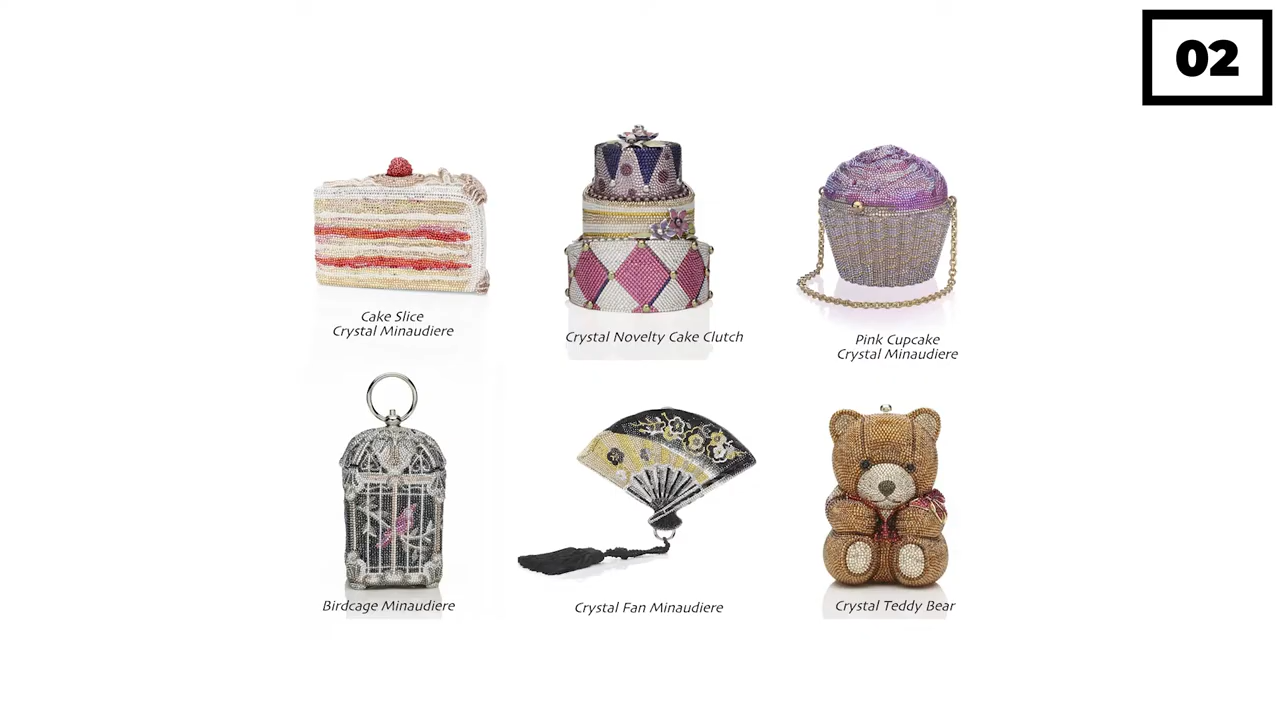 02
Cake Slice
Crystal Minaudiere
Crystal Novelty Cake Clutch
Pink Cupcake
Crystal Minaudiere
Birdcage Minaudiere
Crystal Fan Minaudiere
Crystal Teddy Bear